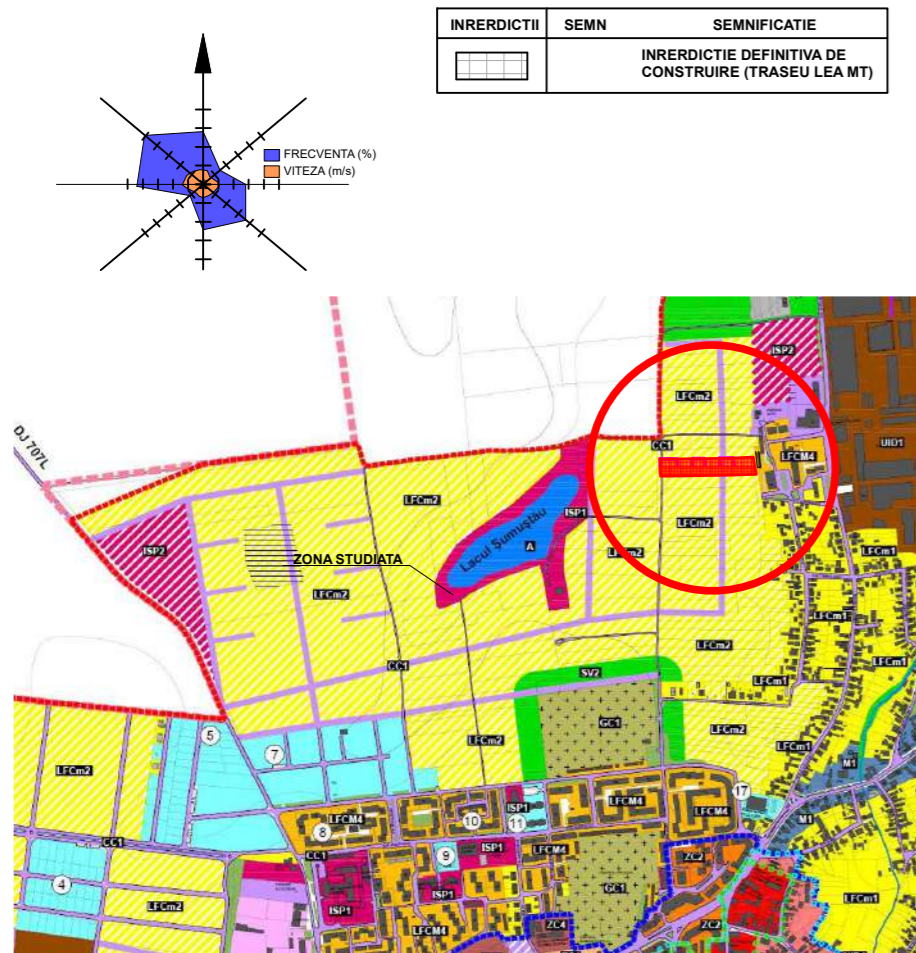 INRERDICTII SEMN SEMNIFICATIE
INRERDICTIE DEFINITIVA DE
CONSTRUIRE (TRASEU LEA MT)
FRECVENTA (%)
VITEZA (m/s)
ISP2
LFCm2
DJ 707L
CC1
LFCM4
UID1
LFCm2
ISP1
Lacul Șumuștău
A
LFCm2
LFCm2
ISP2
ZONA STUDIATA
LFCm1
LFCm2
LFCm1
LFCm2
CC1
SV2
LFCm1
LFCm1
5
GC1
LFCm2
7
LFCm2
LFCm2
LFCm1
M1
17
ISP1
LFCM4
LFCM4
M1
8
LFCM4
10
11
CC1
CC1
9
ISP1
LFCM4
ZC2
4
ISP1
GC1
LFCm2
ISP1
LFCm1
LFCM4
ZC4
ZC2